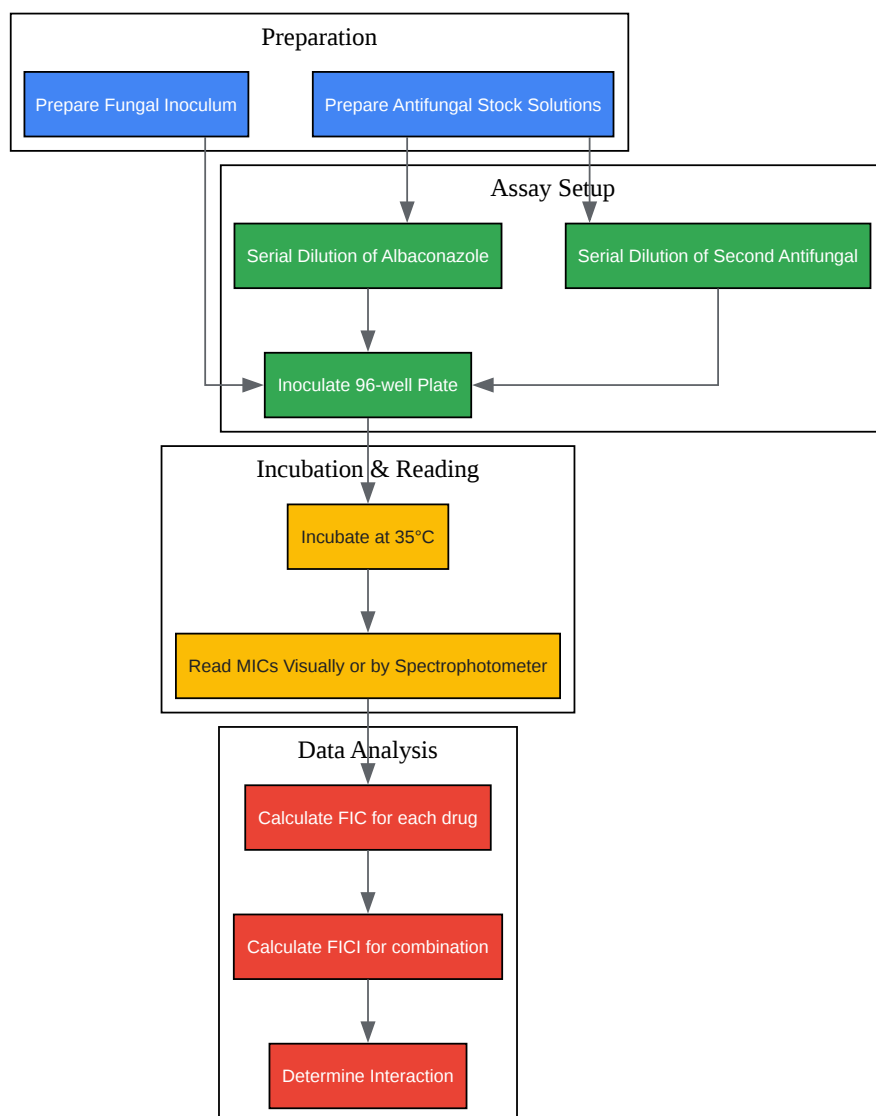 Preparation
Prepare Fungal Inoculum
Prepare Antifungal Stock Solutions
Assay Setup
Serial Dilution of Albaconazole
Serial Dilution of Second Antifungal
Inoculate 96-well Plate
Incubation & Reading
Incubate at 35°C
Read MICs Visually or by Spectrophotometer
Data Analysis
Calculate FIC for each drug
Calculate FICI for combination
Determine Interaction